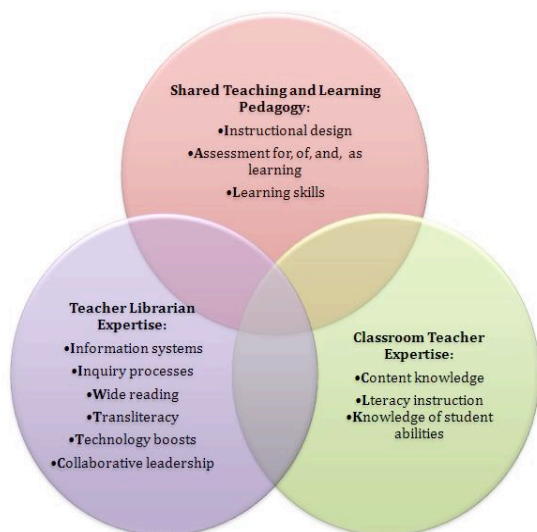 Shared Teaching and Learning
Pedagogy:
•Instructional design
•Assessment for, of, and, as
learning
•Learning skills
Teacher Librarian
Expertise:
•Information systems
•Inquiry processes
•Wide reading
•Transliteracy
•Technology boosts
•Collaborative leadership
Classroom Teacher
Expertise:
•Content knowledge
•Lteracy instruction
•Knowledge of student
abilities